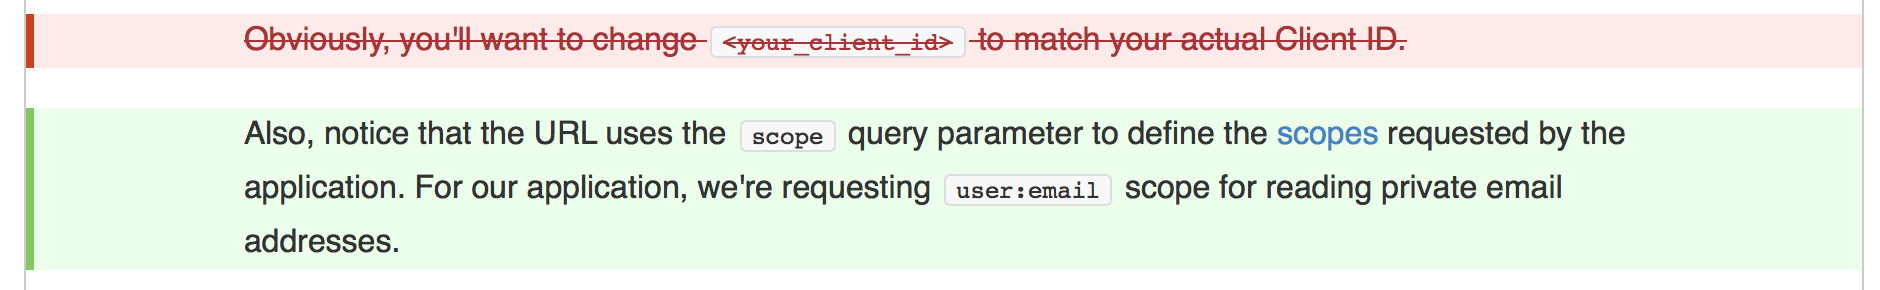 Obviously, you'll want to change <your_client_id> to match your actual Client ID.
Also, notice that the URL uses the scope query parameter to define the scopes requested by the
application. For our application, we're requesting user:email scope for reading private email
addresses.